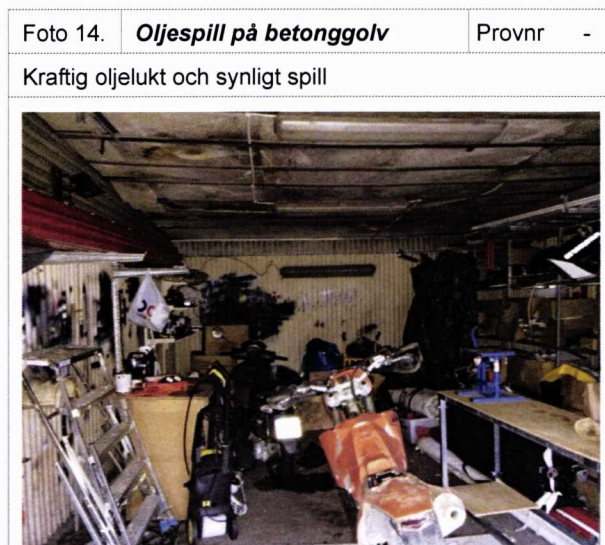 Foto 14. Oljespill på betonggolv Provnr -
Kraftig oljelukt och synligt spill